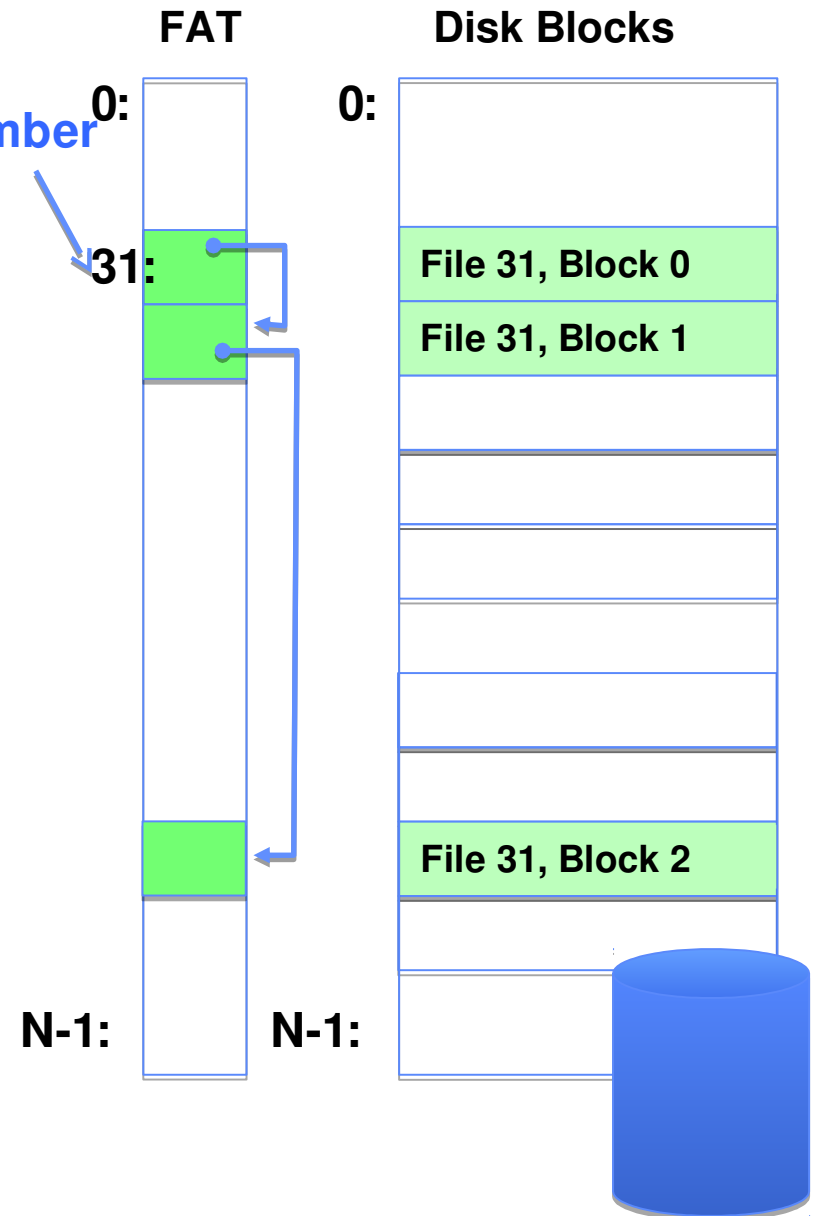 FAT Disk Blocks
0: 0:
mber
31: File 31, Block 0
File 31, Block 1
File 31, Block 2
N-1: N-1: